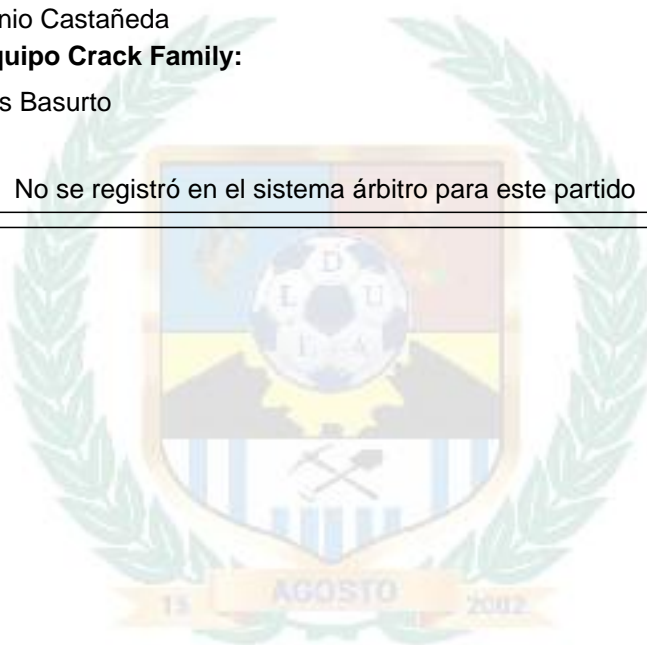 nio Castañeda
quipo Crack Family:
s Basurto
No se registró en el sistema árbitro para este partido
D
L U
E A
15 AGOSTO 2002